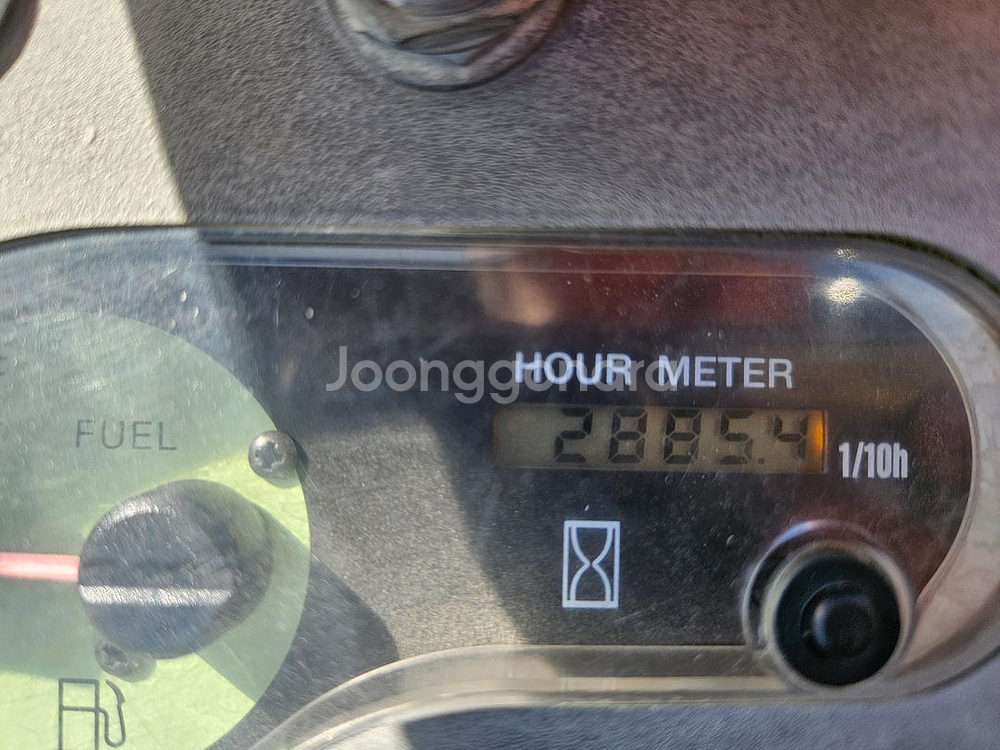 HOUR METER
Joonggonara
FUEL
2885.4
1/10h